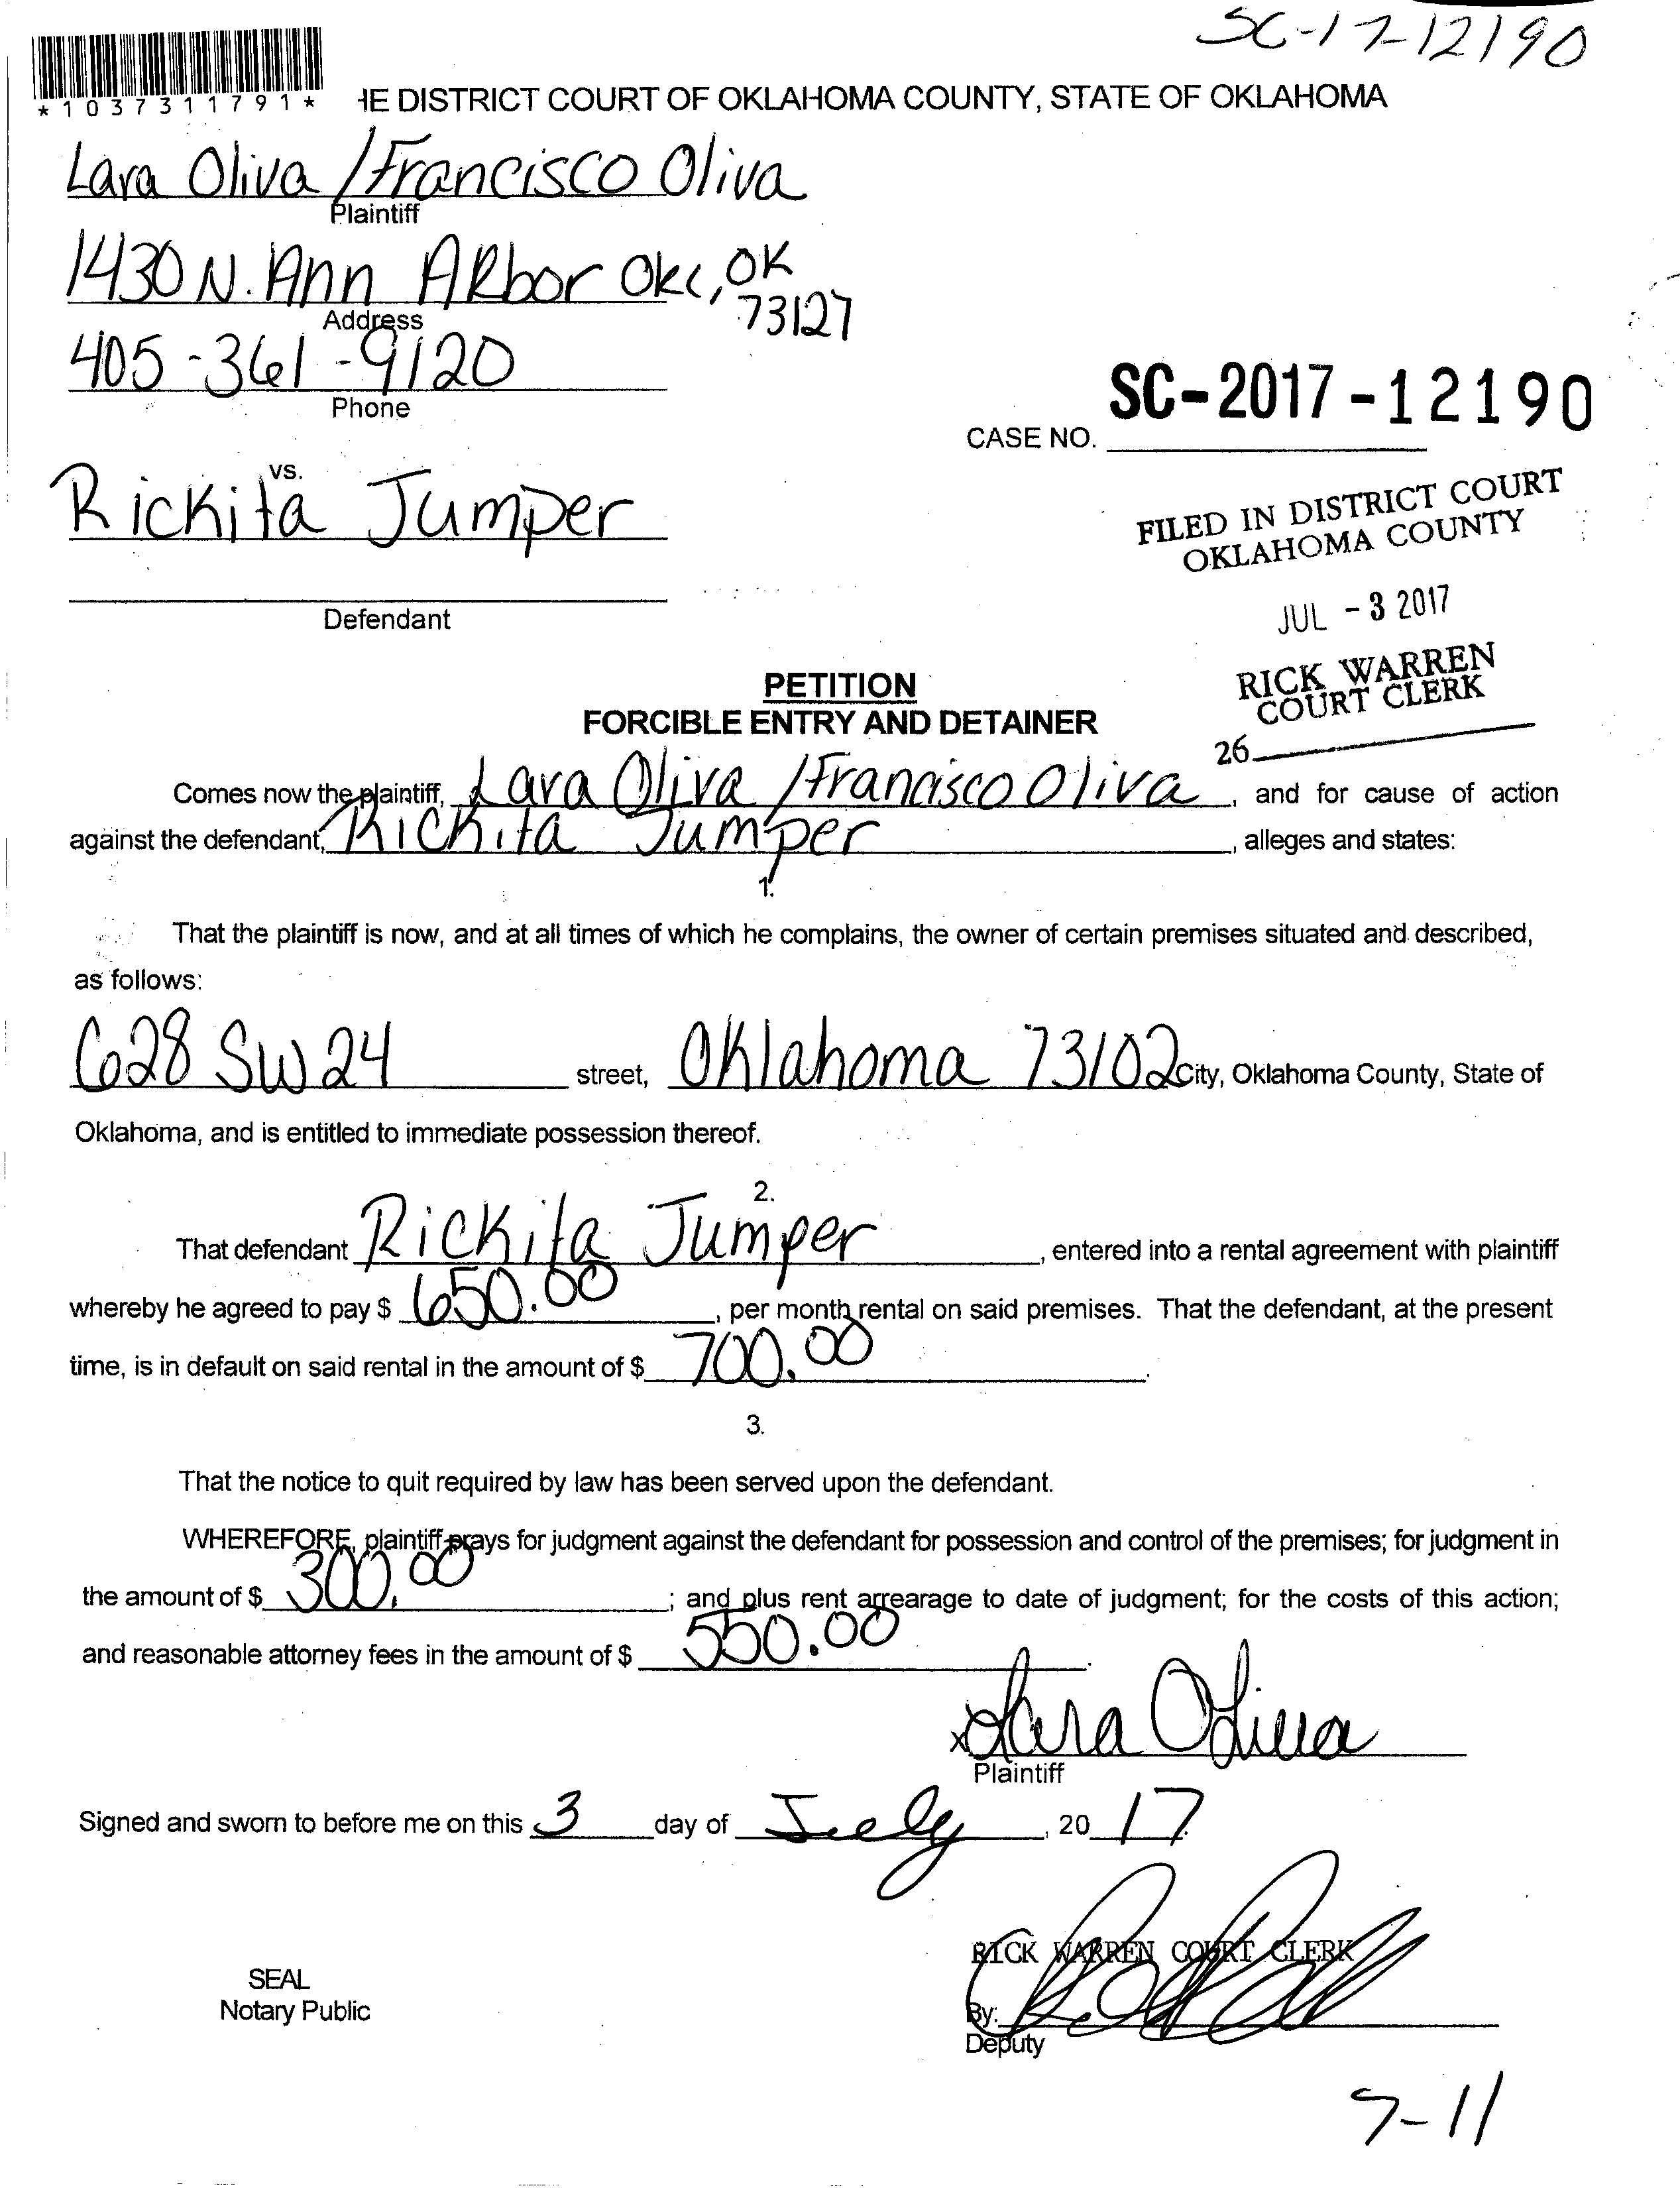 SC-17-12190
*1037311791*
HE DISTRICT COURT OF OKLAHOMA COUNTY, STATE OF OKLAHOMA
Lara Oliva / Francisco Oliva
Plaintiff
1430 N. Ann ARbor Okc, OK
73127
Address
405-361-9120
Phone
SC-2017-12190
CASE NO.
vs.
Rickita Jumper
Defendant
FILED IN DISTRICT COURT
OKLAHOMA COUNTY
JUL - 3 2017
RICK WARREN
COURT CLERK
26
PETITION
FORCIBLE ENTRY AND DETAINER
Comes now the plaintiff, Lara Oliva / Francisco Oliva, and for cause of action
against the defendant, Rickita Jumper, alleges and states:
1.
That the plaintiff is now, and at all times of which he complains, the owner of certain premises situated and described,
as follows:
628 SW 24 street, Oklahoma 73102 City, Oklahoma County, State of
Oklahoma, and is entitled to immediate possession thereof.
2.
That defendant Rickita Jumper, entered into a rental agreement with plaintiff
whereby he agreed to pay $ 650.00, per month rental on said premises. That the defendant, at the present
time, is in default on said rental in the amount of $ 700.00.
3.
That the notice to quit required by law has been served upon the defendant.
WHEREFORE, plaintiff prays for judgment against the defendant for possession and control of the premises; for judgment in
the amount of $ 300.00; and plus rent arrearage to date of judgment; for the costs of this action;
and reasonable attorney fees in the amount of $ 550.00.
x Lara Oliva
Plaintiff
Signed and sworn to before me on this 3 day of July, 20 17.
RICK WARREN COURT CLERK
SEAL
Notary Public
By:
Deputy
7-11